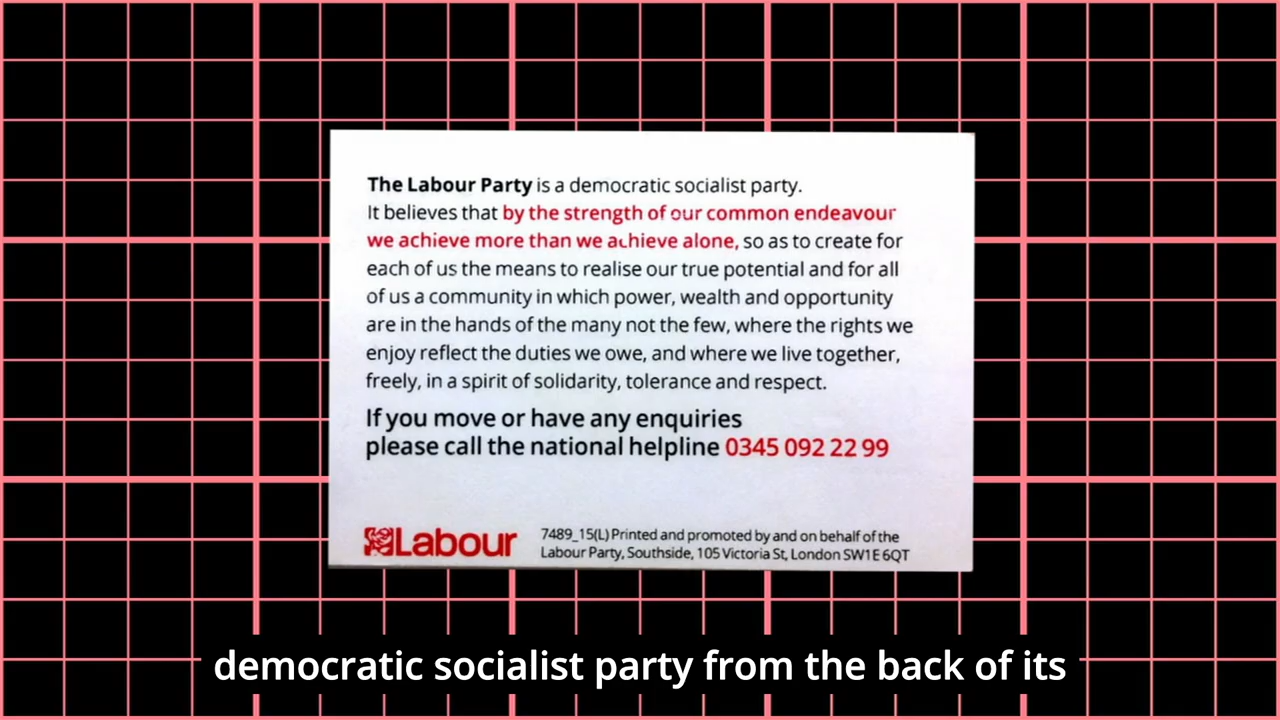 The Labour Party is a democratic socialist party.
It believes that by the strength of our common endeavour
we achieve more than we achieve alone, so as to create for
each of us the means to realise our true potential and for all
of us a community in which power, wealth and opportunity
are in the hands of the many not the few, where the rights we
enjoy reflect the duties we owe, and where we live together,
freely, in a spirit of solidarity, tolerance and respect.
If you move or have any enquiries
please call the national helpline 0345 092 22 99
Labour
7489_15(L) Printed and promoted by and on behalf of the
Labour Party, Southside, 105 Victoria St, London SW1E 6QT
democratic socialist party from the back of its